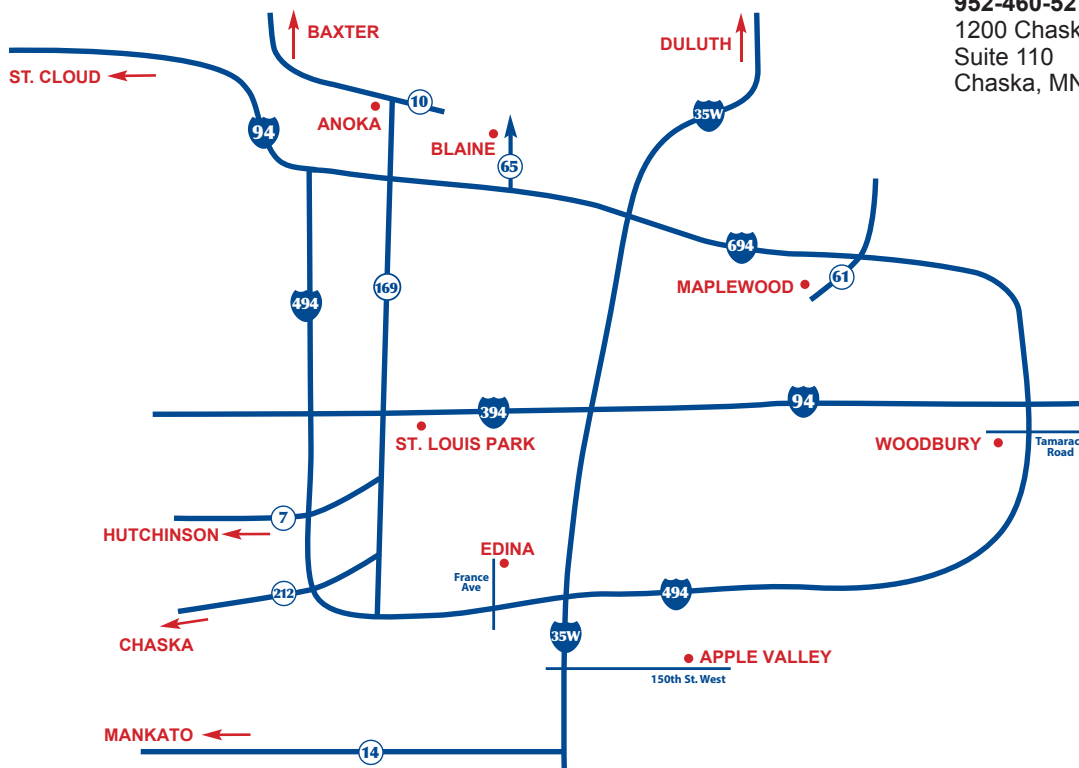 952-460-52
1200 Chask
Suite 110
Chaska, MN
BAXTER
DULUTH
ST. CLOUD
10
ANOKA
35W
94
BLAINE
65
694
61
MAPLEWOOD
169
494
94
394
ST. LOUIS PARK
WOODBURY
Tamarac
Road
7
HUTCHINSON
EDINA
France
Ave
212
494
CHASKA
35W
APPLE VALLEY
150th St. West
MANKATO
14